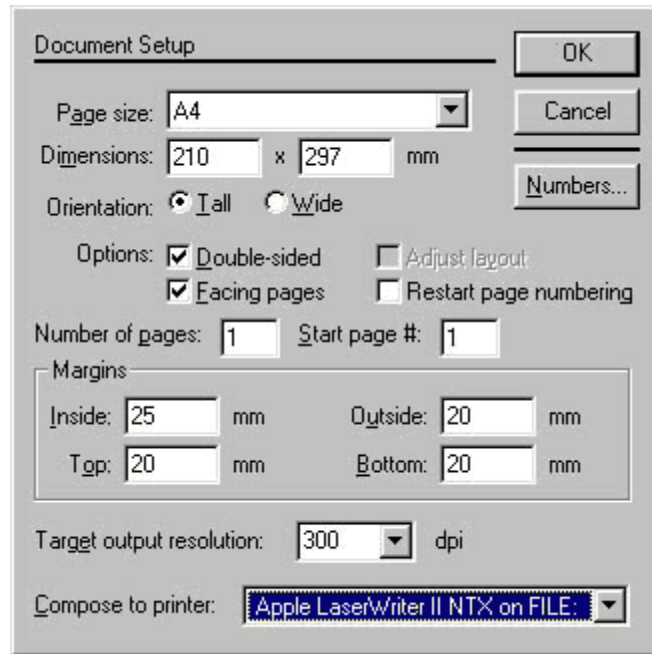 Document Setup
OK
Page size: A4
Cancel
Dimensions: 210 x 297 mm
Numbers...
Orientation: Tall Wide
Options: Double-sided Adjust layout
Facing pages Restart page numbering
Number of pages: 1 Start page #: 1
Margins
Inside: 25 mm Outside: 20 mm
Top: 20 mm Bottom: 20 mm
Target output resolution: 300 dpi
Compose to printer: Apple LaserWriter II NTX on FILE: